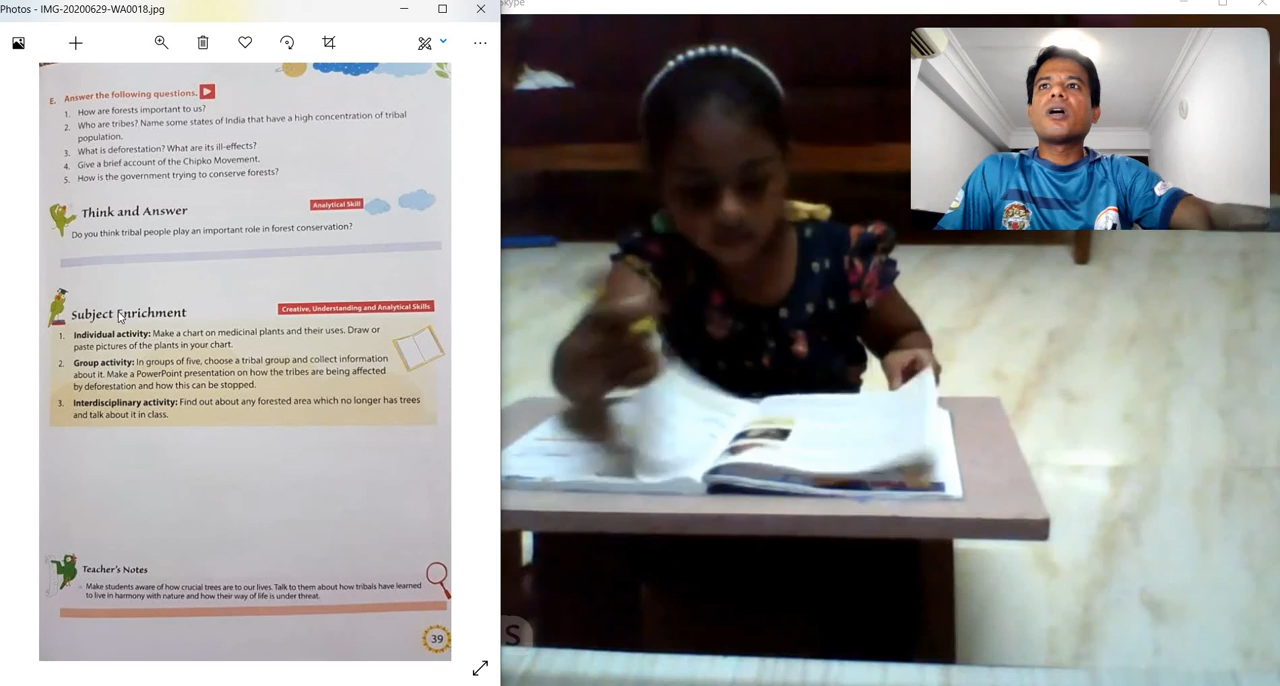 Photos - IMG-20200629-WA0018.jpg
E. Answer the following questions.
1. How are forests important to us?
2. Who are tribes? Name some states of India that have a high concentration of tribal
population.
3. What is deforestation? What are its ill-effects?
4. Give a brief account of the Chipko Movement.
5. How is the government trying to conserve forests?
Think and Answer
Analytical Skill
Do you think tribal people play an important role in forest conservation?
Subject Enrichment
Creative, Understanding and Analytical Skills
1. Individual activity: Make a chart on medicinal plants and their uses. Draw or
paste pictures of the plants in your chart.
2. Group activity: In groups of five, choose a tribal group and collect information
about it. Make a PowerPoint presentation on how the tribes are being affected
by deforestation and how this can be stopped.
3. Interdisciplinary activity: Find out about any forested area which no longer has trees
and talk about it in class.
Teacher's Notes
Make students aware of how crucial trees are to our lives. Talk to them about how tribals have learned
to live in harmony with nature and how their way of life is under threat.
39
S